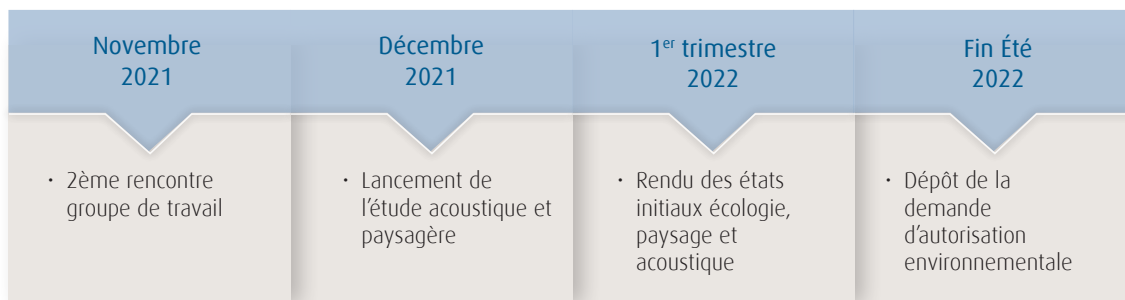 Novembre
2021
• 2ème rencontre
groupe de travail
Décembre
2021
• Lancement de
l'étude acoustique et
paysagère
1er trimestre
2022
• Rendu des états
initiaux écologie,
paysage et
acoustique
Fin Été
2022
• Dépôt de la
demande
d'autorisation
environnementale